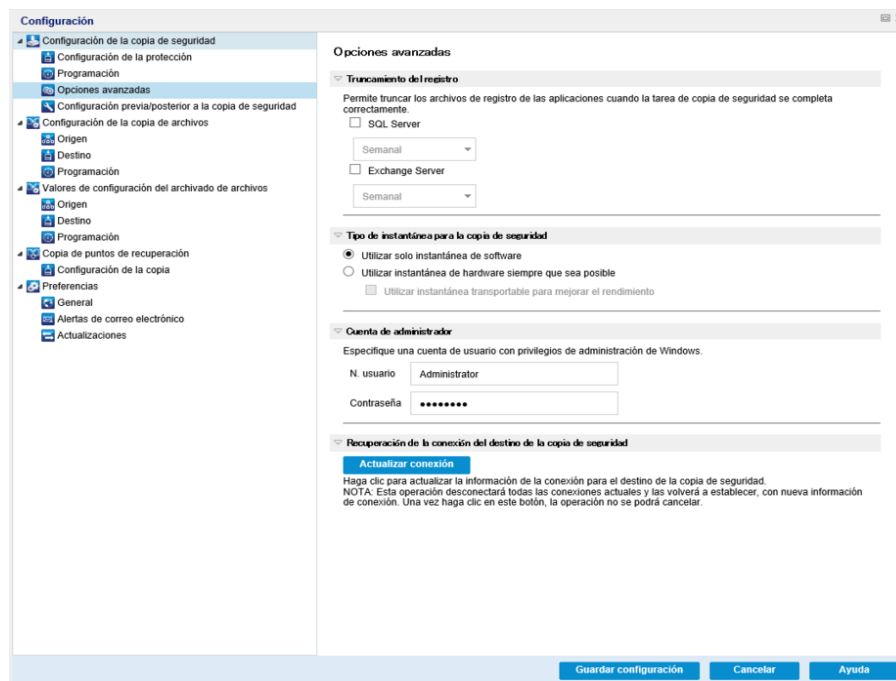 Configuración
Configuración de la copia de seguridad
Configuración de la protección
Programación
Opciones avanzadas
Configuración previa/posterior a la copia de seguridad
Configuración de la copia de archivos
Origen
Destino
Programación
Valores de configuración del archivado de archivos
Origen
Destino
Programación
Copia de puntos de recuperación
Configuración de la copia
Preferencias
General
Alertas de correo electrónico
Actualizaciones
Opciones avanzadas
Truncamiento del registro
Permite truncar los archivos de registro de las aplicaciones cuando la tarea de copia de seguridad se completa
correctamente.
SQL Server
Semanal
Exchange Server
Semanal
Tipo de instantánea para la copia de seguridad
Utilizar solo instantánea de software
Utilizar instantánea de hardware siempre que sea posible
Utilizar instantánea transportable para mejorar el rendimiento
Cuenta de administrador
Especifique una cuenta de usuario con privilegios de administración de Windows.
N. usuario Administrator
Contraseña ●●●●●●●●
Recuperación de la conexión del destino de la copia de seguridad
Actualizar conexión
Haga clic para actualizar la información de la conexión para el destino de la copia de seguridad.
NOTA: Esta operación desconectará todas las conexiones actuales y las volverá a establecer, con nueva información
de conexión. Una vez haga clic en este botón, la operación no se podrá cancelar.
Guardar configuración Cancelar Ayuda